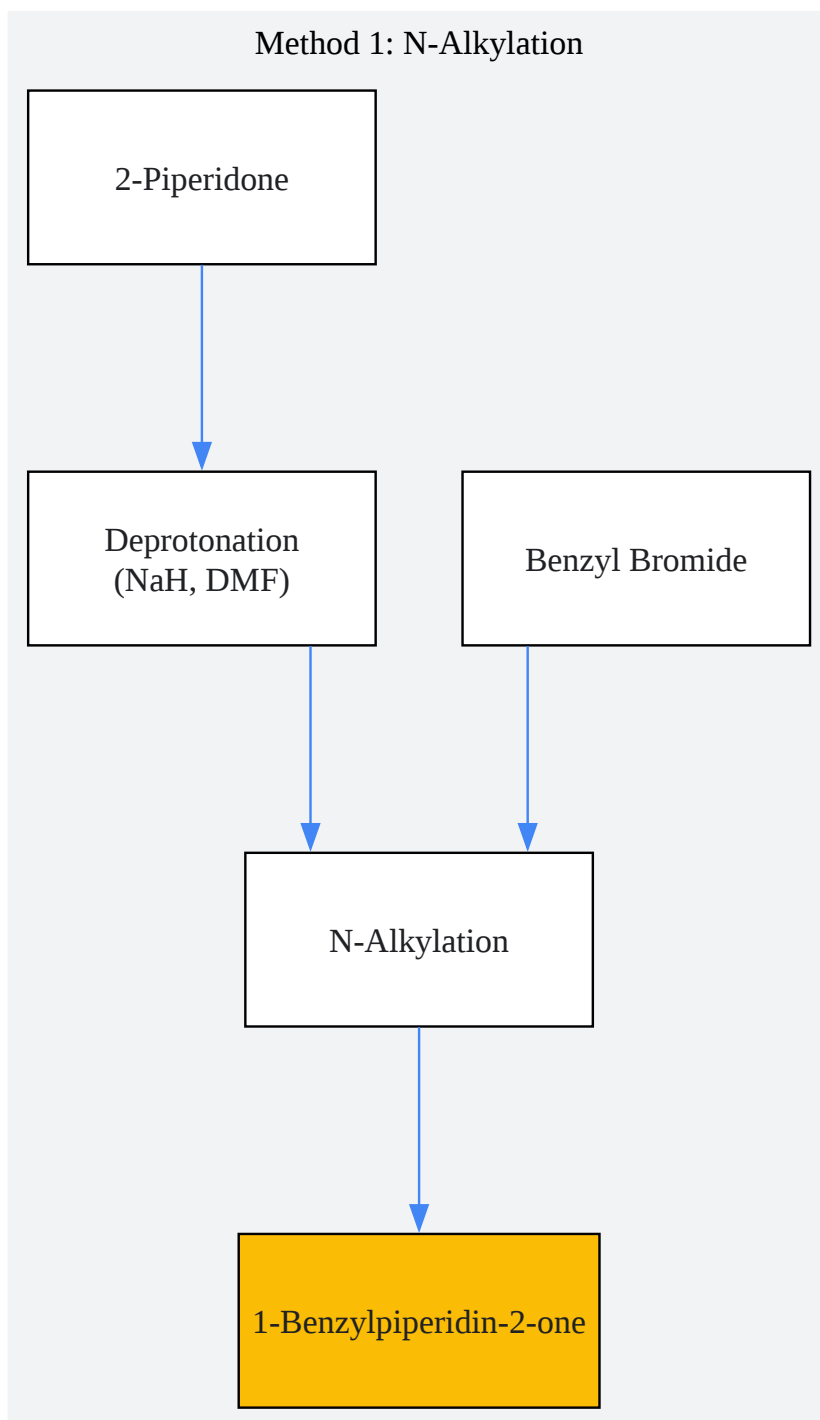 Method 1: N-Alkylation
2-Piperidone
Deprotonation
(NaH, DMF)
Benzyl Bromide
N-Alkylation
1-Benzylpiperidin-2-one